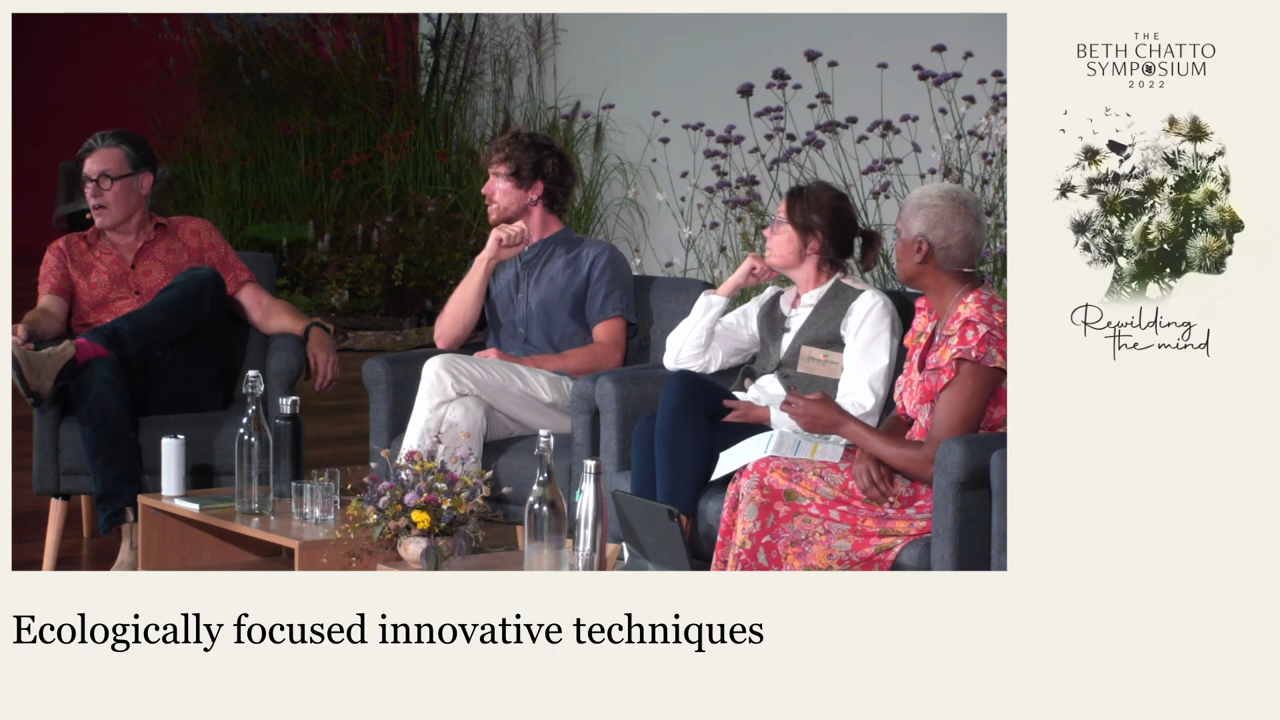 THE
BETH CHATTO
SYMPOSIUM
2022
Rewilding
the mind
Ecologically focused innovative techniques